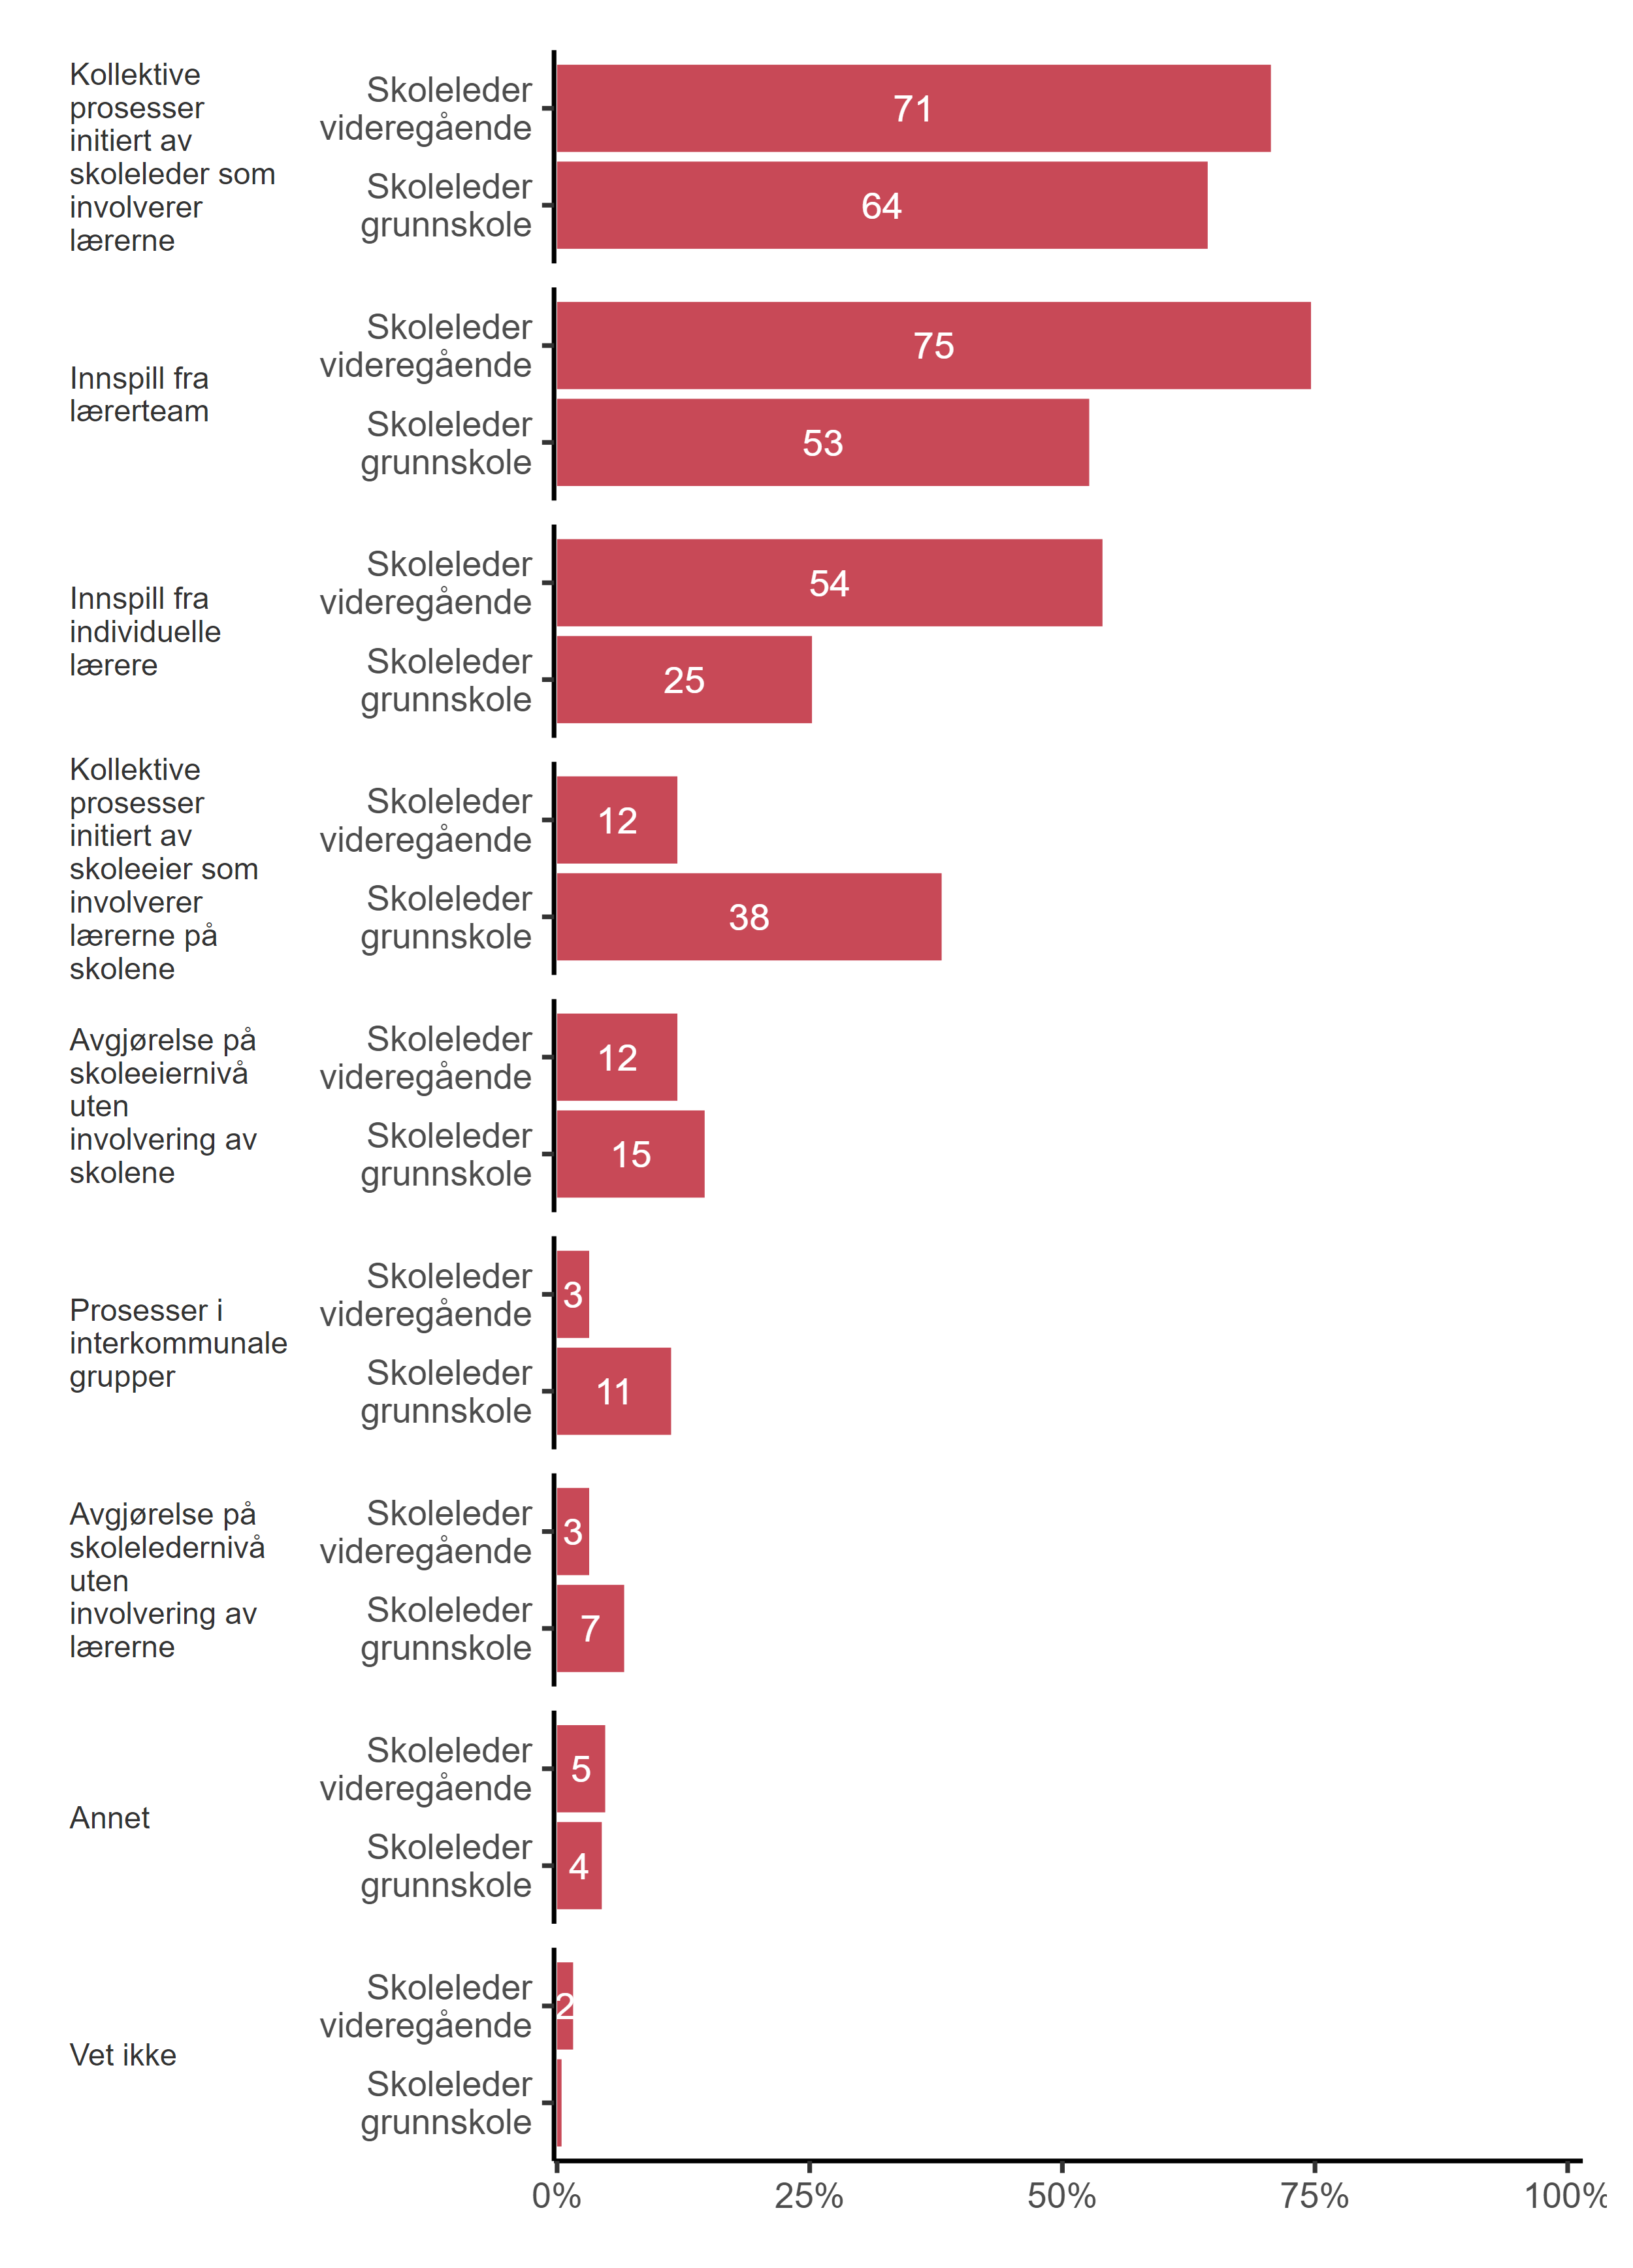 Kollektive
prosesser
initiert av
skoleleder som
involverer
lærerne
Skoleleder
videregående
71
Skoleleder
grunnskole
64
Innspill fra
lærerteam
Skoleleder
videregående
75
Skoleleder
grunnskole
53
Innspill fra
individuelle
lærere
Skoleleder
videregående
54
Skoleleder
grunnskole
25
Kollektive
prosesser
initiert av
skoleeier som
involverer
lærerne på
skolene
Skoleleder
videregående
12
Skoleleder
grunnskole
38
Avgjørelse på
skoleeiernivå
uten
involvering av
skolene
Skoleleder
videregående
12
Skoleleder
grunnskole
15
Prosesser i
interkommunale
grupper
Skoleleder
videregående
3
Skoleleder
grunnskole
11
Avgjørelse på
skoleledernivå
uten
involvering av
lærerne
Skoleleder
videregående
3
Skoleleder
grunnskole
7
Annet
Skoleleder
videregående
5
Skoleleder
grunnskole
4
Vet ikke
Skoleleder
videregående
2
Skoleleder
grunnskole
0% 25% 50% 75% 100%